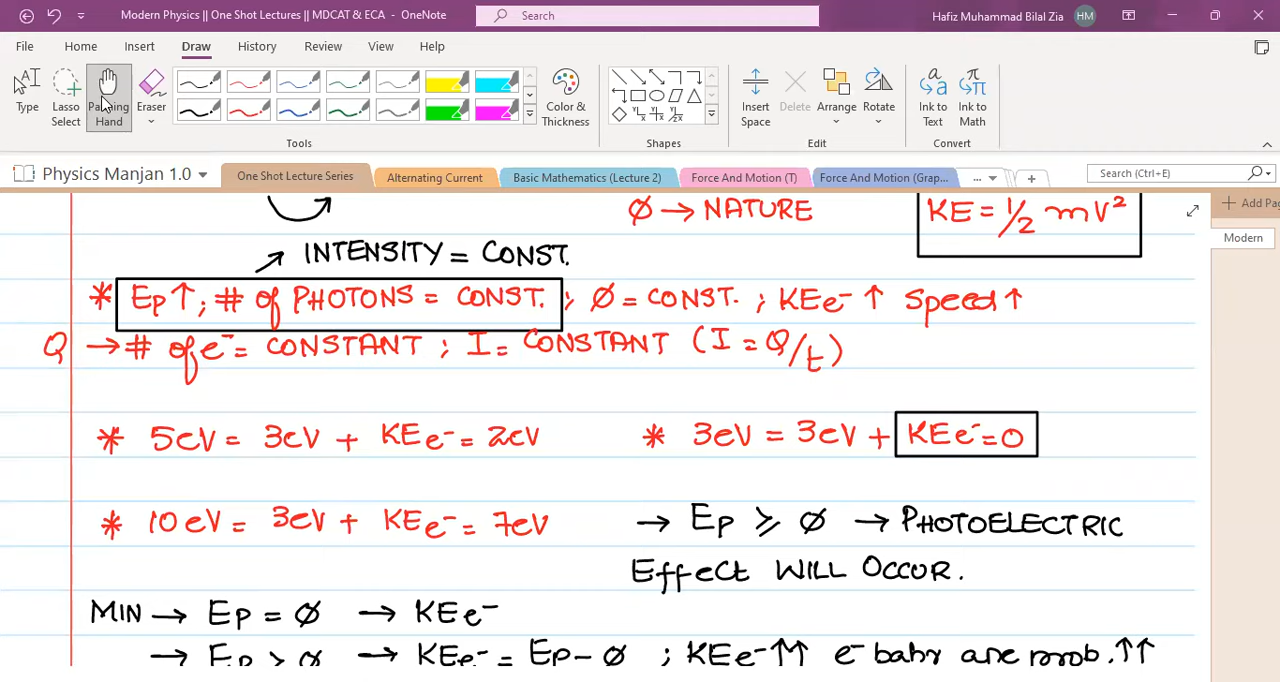 Modern Physics || One Shot Lectures || MDCAT & ECA - OneNote
Search
Hafiz Muhammad Bilal Zia HM
File Home Insert Draw History Review View Help
Type
Lasso Select
Panning Hand
Eraser
Color & Thickness
Insert Space
Delete
Arrange
Rotate
Ink to Text
Ink to Math
Tools Shapes Edit Convert
Physics Manjan 1.0
One Shot Lecture Series
Alternating Current
Basic Mathematics (Lecture 2)
Force And Motion (T)
Force And Motion (Grap...
...
Search (Ctrl+E)
Add Pag
Modern
Ø → NATURE
KE = 1/2 mV²
INTENSITY = CONST.
* Ep↑ ; # of PHOTONS = CONST. ; Ø = CONST. ; KEe⁻ ↑ Speed ↑
Q → # of e⁻ = CONSTANT ; I = CONSTANT (I = Q/t)
* 5eV = 3eV + KEe⁻ = 2eV
* 3eV = 3eV + KEe⁻ = 0
* 10eV = 3eV + KEe⁻ = 7eV
→ Ep ≥ Ø → PHOTOELECTRIC
Effect WILL OCCUR.
MIN → Ep = Ø → KEe⁻
→ Ep > Ø → KEe⁻ = Ep - Ø ; KEe⁻↑↑ e⁻ bahr are prob.↑↑